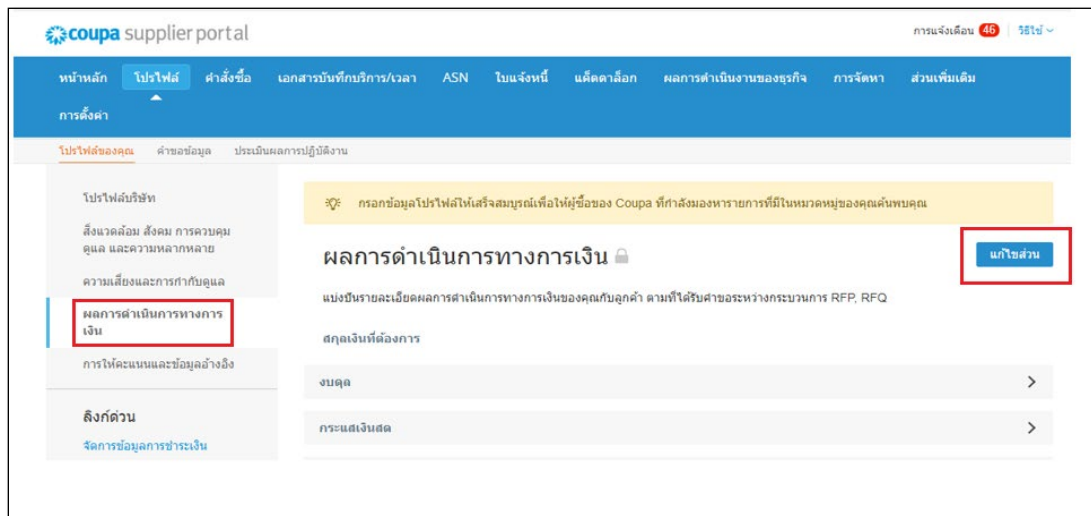 coupa supplier portal
การแจ้งเตือน 46 วิธีใช้
หน้าหลัก โปรไฟล์ คำสั่งซื้อ เอกสารบันทึกบริการ/เวลา ASN ใบแจ้งหนี้ แค็ตตาล็อก ผลการดำเนินงานของธุรกิจ การจัดหา ส่วนเพิ่มเติม
การตั้งค่า
โปรไฟล์ของคุณ คำขอข้อมูล ประเมินผลการปฏิบัติงาน
โปรไฟล์บริษัท
สิ่งแวดล้อม สังคม การควบคุม
ดูแล และความหลากหลาย
ความเสี่ยงและการกำกับดูแล
ผลการดำเนินการทางการ
เงิน
การให้คะแนนและข้อมูลอ้างอิง
ลิงก์ด่วน
จัดการข้อมูลการชำระเงิน
กรอกข้อมูลโปรไฟล์ให้เสร็จสมบูรณ์เพื่อให้ผู้ซื้อของ Coupa ที่กำลังมองหารายการที่มีในหมวดหมู่ของคุณค้นพบคุณ
ผลการดำเนินการทางการเงิน
แก้ไขส่วน
แบ่งปันรายละเอียดผลการดำเนินการทางการเงินของคุณกับลูกค้า ตามที่ได้รับคำขอระหว่างกระบวนการ RFP, RFQ
สกุลเงินที่ต้องการ
งบดุล
กระแสเงินสด